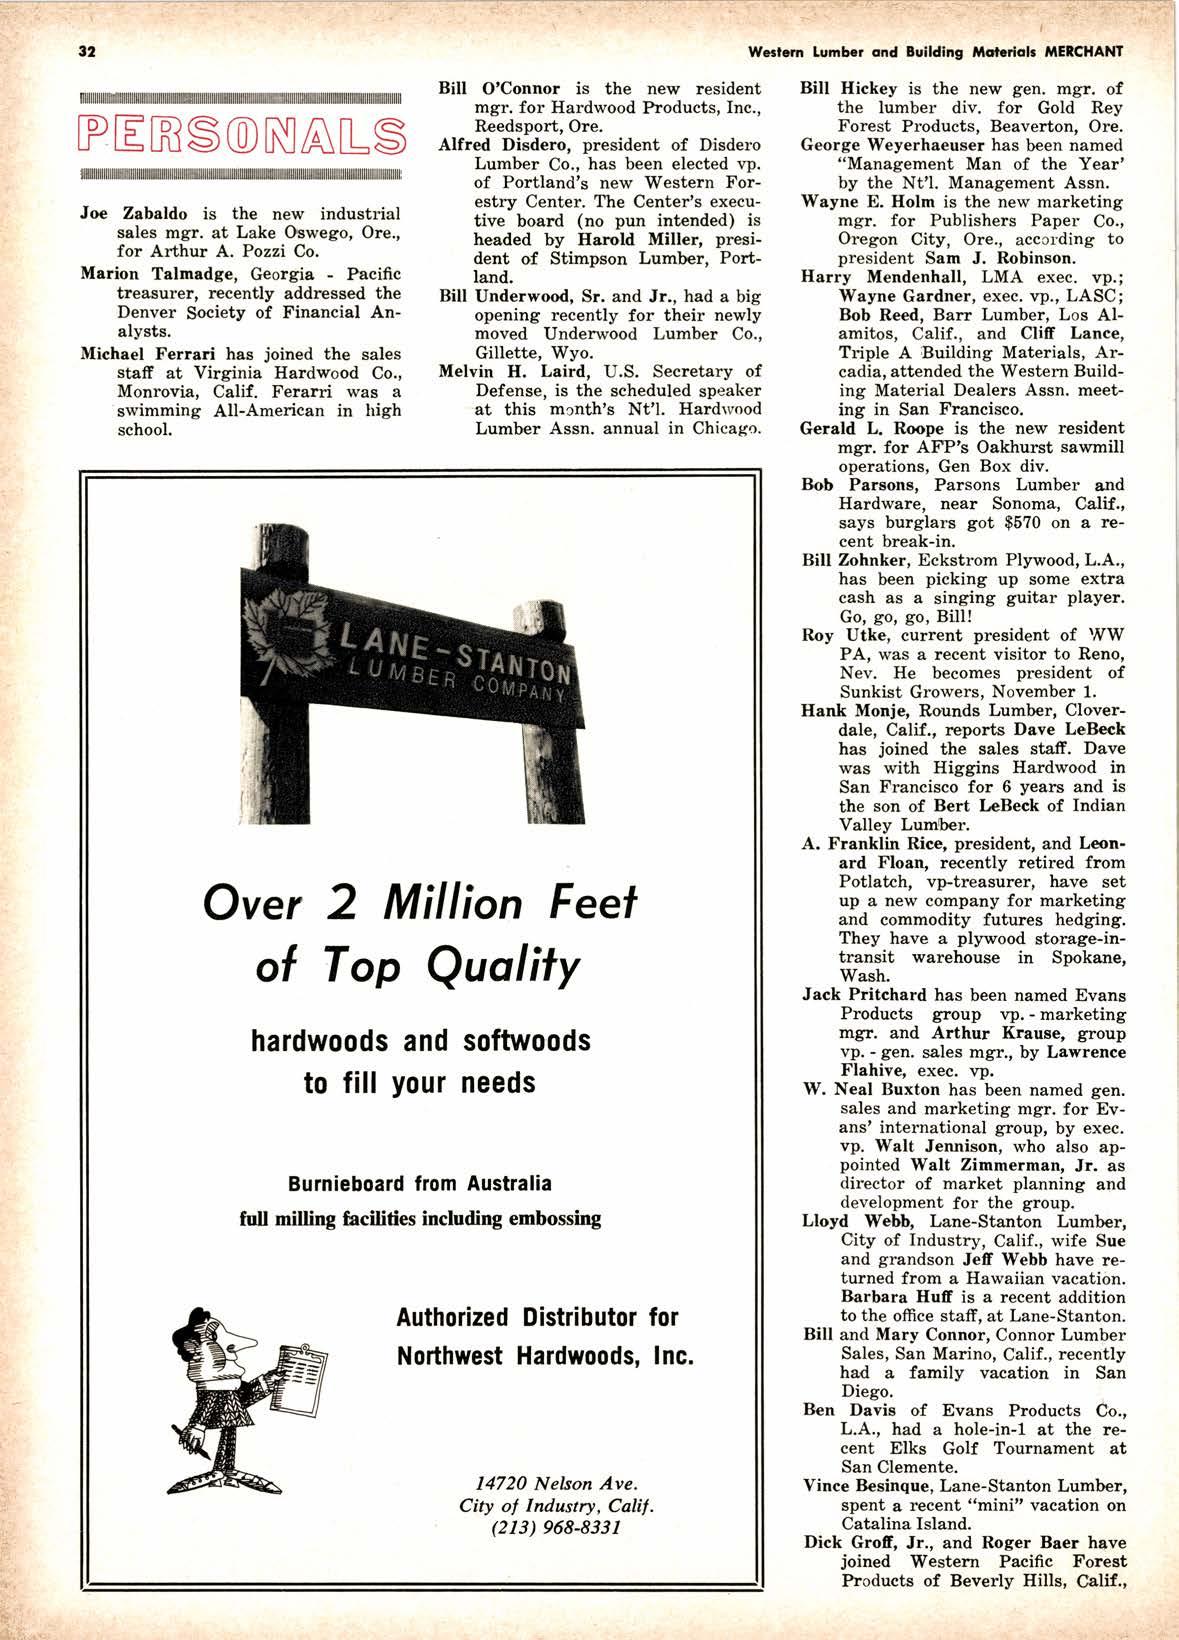 32
Western Lumber and Building Materials MERCHANT
PERSONALS
Joe Zabaldo is the new industrial
sales mgr. at Lake Oswego, Ore.,
for Arthur A. Pozzi Co.
Marion Talmadge, Georgia - Pacific
treasurer, recently addressed the
Denver Society of Financial An-
alysts.
Michael Ferrari has joined the sales
staff at Virginia Hardwood Co.,
Monrovia, Calif. Ferarri was a
swimming All-American in high
school.
Bill O'Connor is the new resident
mgr. for Hardwood Products, Inc.,
Reedsport, Ore.
Alfred Disdero, president of Disdero
Lumber Co., has been elected vp.
of Portland's new Western For-
estry Center. The Center's execu-
tive board (no pun intended) is
headed by Harold Miller, presi-
dent of Stimpson Lumber, Port-
land.
Bill Underwood, Sr. and Jr., had a big
opening recently for their newly
moved Underwood Lumber Co.,
Gillette, Wyo.
Melvin H. Laird, U.S. Secretary of
Defense, is the scheduled speaker
at this month's Nt'l. Hardwood
Lumber Assn. annual in Chicago.
LANE-STANTON
LUMBER COMPANY
Over 2 Million Feet
of Top Quality
hardwoods and softwoods
to fill your needs
Burnieboard from Australia
full milling facilities including embossing
Authorized Distributor for
Northwest Hardwoods, Inc.
14720 Nelson Ave.
City of Industry, Calif.
(213) 968-8331
Bill Hickey is the new gen. mgr. of
the lumber div. for Gold Rey
Forest Products, Beaverton, Ore.
George Weyerhaeuser has been named
"Management Man of the Year'
by the Nt'l. Management Assn.
Wayne E. Holm is the new marketing
mgr. for Publishers Paper Co.,
Oregon City, Ore., according to
president Sam J. Robinson.
Harry Mendenhall, LMA exec. vp.;
Wayne Gardner, exec. vp., LASC;
Bob Reed, Barr Lumber, Los Al-
amitos, Calif., and Cliff Lance,
Triple A Building Materials, Ar-
cadia, attended the Western Build-
ing Material Dealers Assn. meet-
ing in San Francisco.
Gerald L. Roope is the new resident
mgr. for AFP's Oakhurst sawmill
operations, Gen Box div.
Bob Parsons, Parsons Lumber and
Hardware, near Sonoma, Calif.,
says burglars got $570 on a re-
cent break-in.
Bill Zohnker, Eckstrom Plywood, L.A.,
has been picking up some extra
cash as a singing guitar player.
Go, go, go, Bill!
Roy Utke, current president of WW
PA, was a recent visitor to Reno,
Nev. He becomes president of
Sunkist Growers, November 1.
Hank Monje, Rounds Lumber, Clover-
dale, Calif., reports Dave LeBeck
has joined the sales staff. Dave
was with Higgins Hardwood in
San Francisco for 6 years and is
the son of Bert LeBeck of Indian
Valley Lumber.
A. Franklin Rice, president, and Leon-
ard Floan, recently retired from
Potlatch, vp-treasurer, have set
up a new company for marketing
and commodity futures hedging.
They have a plywood storage-in-
transit warehouse in Spokane,
Wash.
Jack Pritchard has been named Evans
Products group vp. - marketing
mgr. and Arthur Krause, group
vp. - gen. sales mgr., by Lawrence
Flahive, exec. vp.
W. Neal Buxton has been named gen.
sales and marketing mgr. for Ev-
ans' international group, by exec.
vp. Walt Jennison, who also ap-
pointed Walt Zimmerman, Jr. as
director of market planning and
development for the group.
Lloyd Webb, Lane-Stanton Lumber,
City of Industry, Calif., wife Sue
and grandson Jeff Webb have re-
turned from a Hawaiian vacation.
Barbara Huff is a recent addition
to the office staff, at Lane-Stanton.
Bill and Mary Connor, Connor Lumber
Sales, San Marino, Calif., recently
had a family vacation in San
Diego.
Ben Davis of Evans Products Co.,
L.A., had a hole-in-1 at the re-
cent Elks Golf Tournament at
San Clemente.
Vince Besinque, Lane-Stanton Lumber,
spent a recent "mini" vacation on
Catalina Island.
Dick Groff, Jr., and Roger Baer have
joined Western Pacific Forest
Products of Beverly Hills, Calif.,